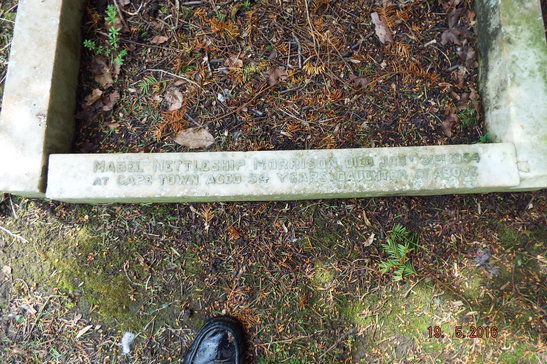 MABEL NETTLESHIP MORRISON DIED
AT CAPE TOWN AGED YEARS DAUGHTER OF ABOVE
19. 5.2016